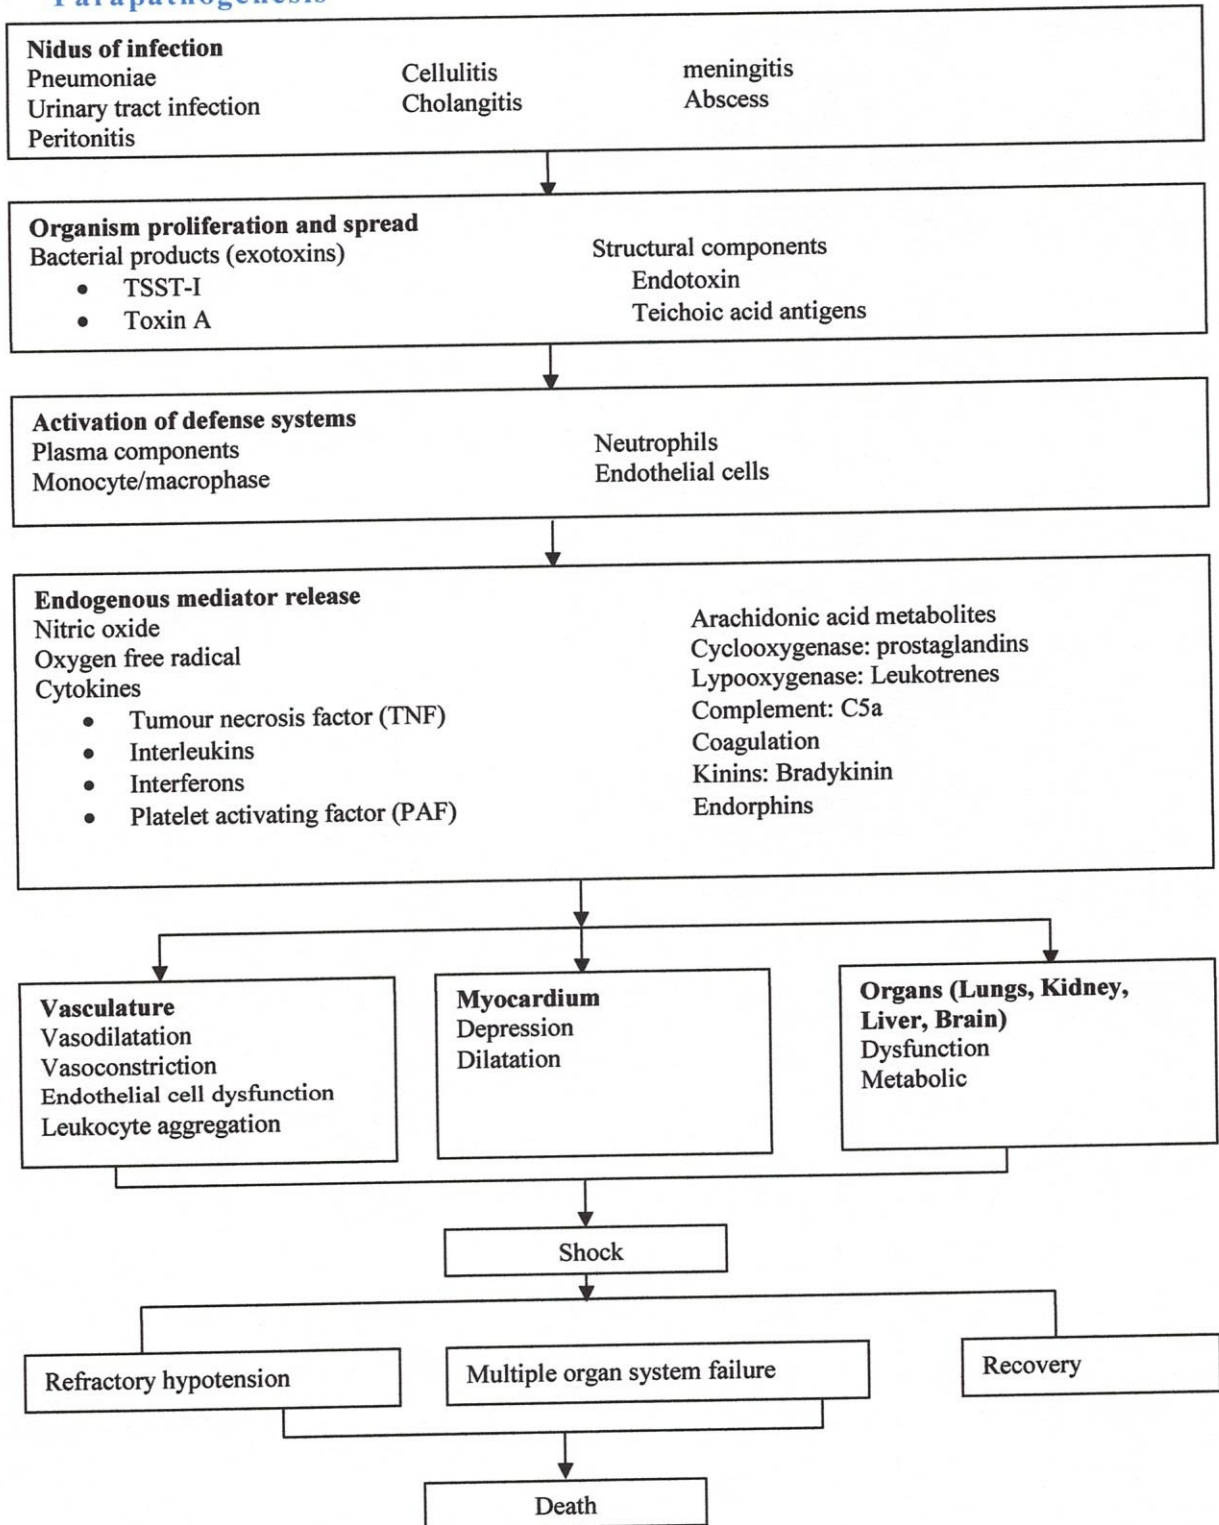 Parapathogenesis
Nidus of infection
Pneumoniae
Urinary tract infection
Peritonitis
Cellulitis
Cholangitis
meningitis
Abscess
Organism proliferation and spread
Bacterial products (exotoxins)
• TSST-I
• Toxin A
Structural components
Endotoxin
Teichoic acid antigens
Activation of defense systems
Plasma components
Monocyte/macrophase
Neutrophils
Endothelial cells
Endogenous mediator release
Nitric oxide
Oxygen free radical
Cytokines
• Tumour necrosis factor (TNF)
• Interleukins
• Interferons
• Platelet activating factor (PAF)
Arachidonic acid metabolites
Cyclooxygenase: prostaglandins
Lypooxygenase: Leukotrenes
Complement: C5a
Coagulation
Kinins: Bradykinin
Endorphins
Vasculature
Vasodilatation
Vasoconstriction
Endothelial cell dysfunction
Leukocyte aggregation
Myocardium
Depression
Dilatation
Organs (Lungs, Kidney,
Liver, Brain)
Dysfunction
Metabolic
Shock
Refractory hypotension
Multiple organ system failure
Recovery
Death